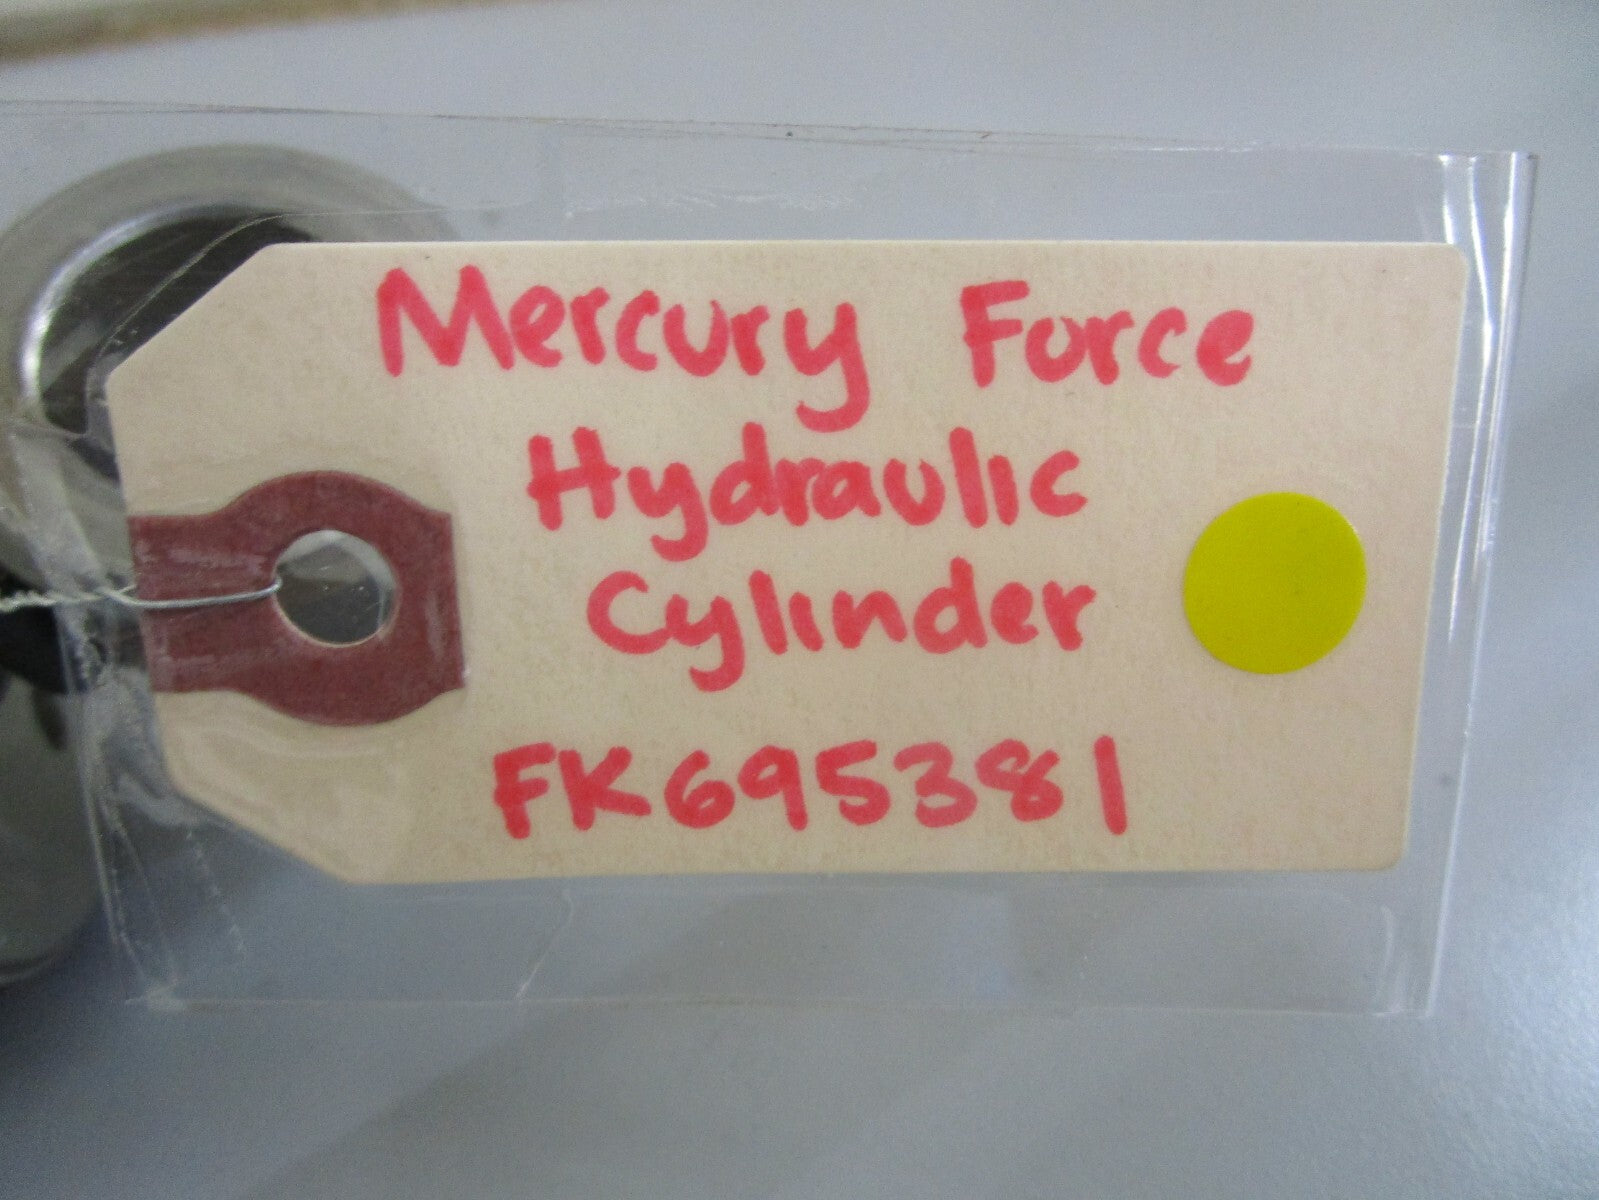 Mercury Force
Hydraulic
Cylinder
FK695381